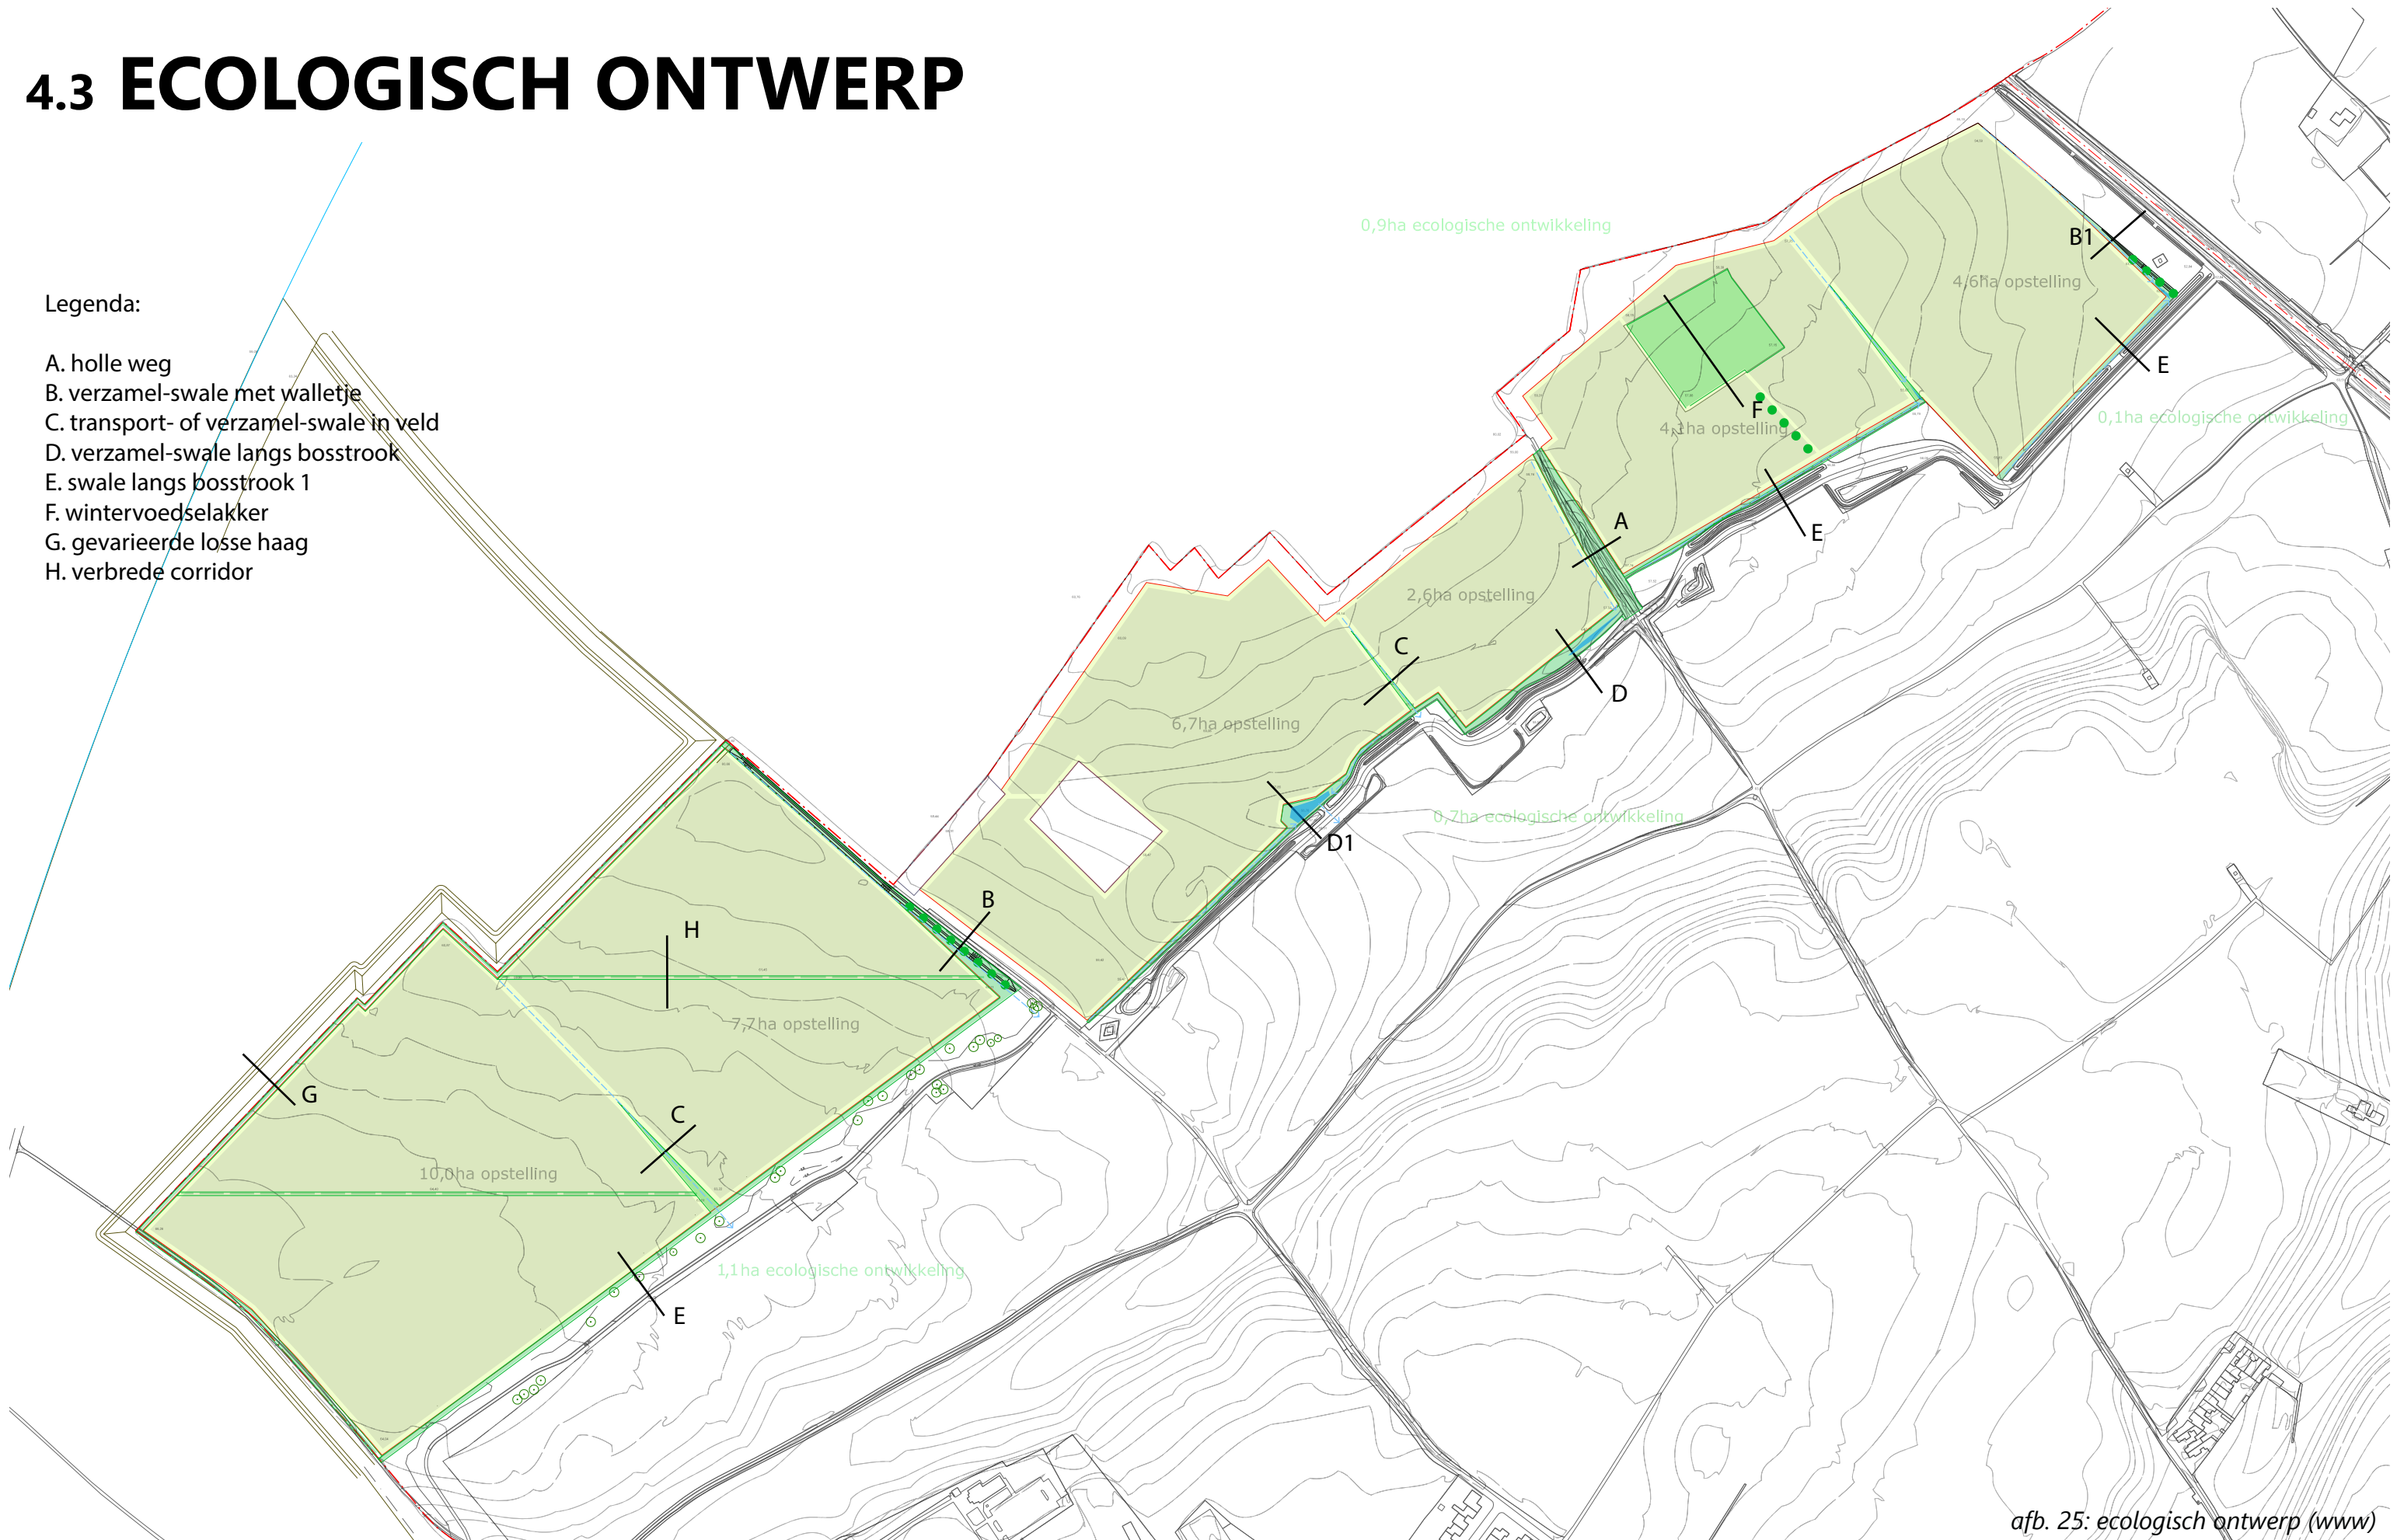 4.3 ECOLOGISCH ONTWERP
Legenda:
A. holle weg
B. verzamel-swale met walletje
C. transport- of verzamel-swale in veld
D. verzamel-swale langs bosstrook
E. swale langs bosstrook 1
F. wintervoedselakker
G. gevarieerde losse haag
H. verbrede corridor
0,9ha ecologische ontwikkeling
B1
4,6ha opstelling
E
0,1ha ecologische ontwikkeling
F
4,1ha opstelling
A
E
2,6ha opstelling
C
D
6,7ha opstelling
0,7ha ecologische ontwikkeling
D1
B
H
7,7ha opstelling
G
C
10,0ha opstelling
1,1ha ecologische ontwikkeling
E
afb. 25: ecologisch ontwerp (www)